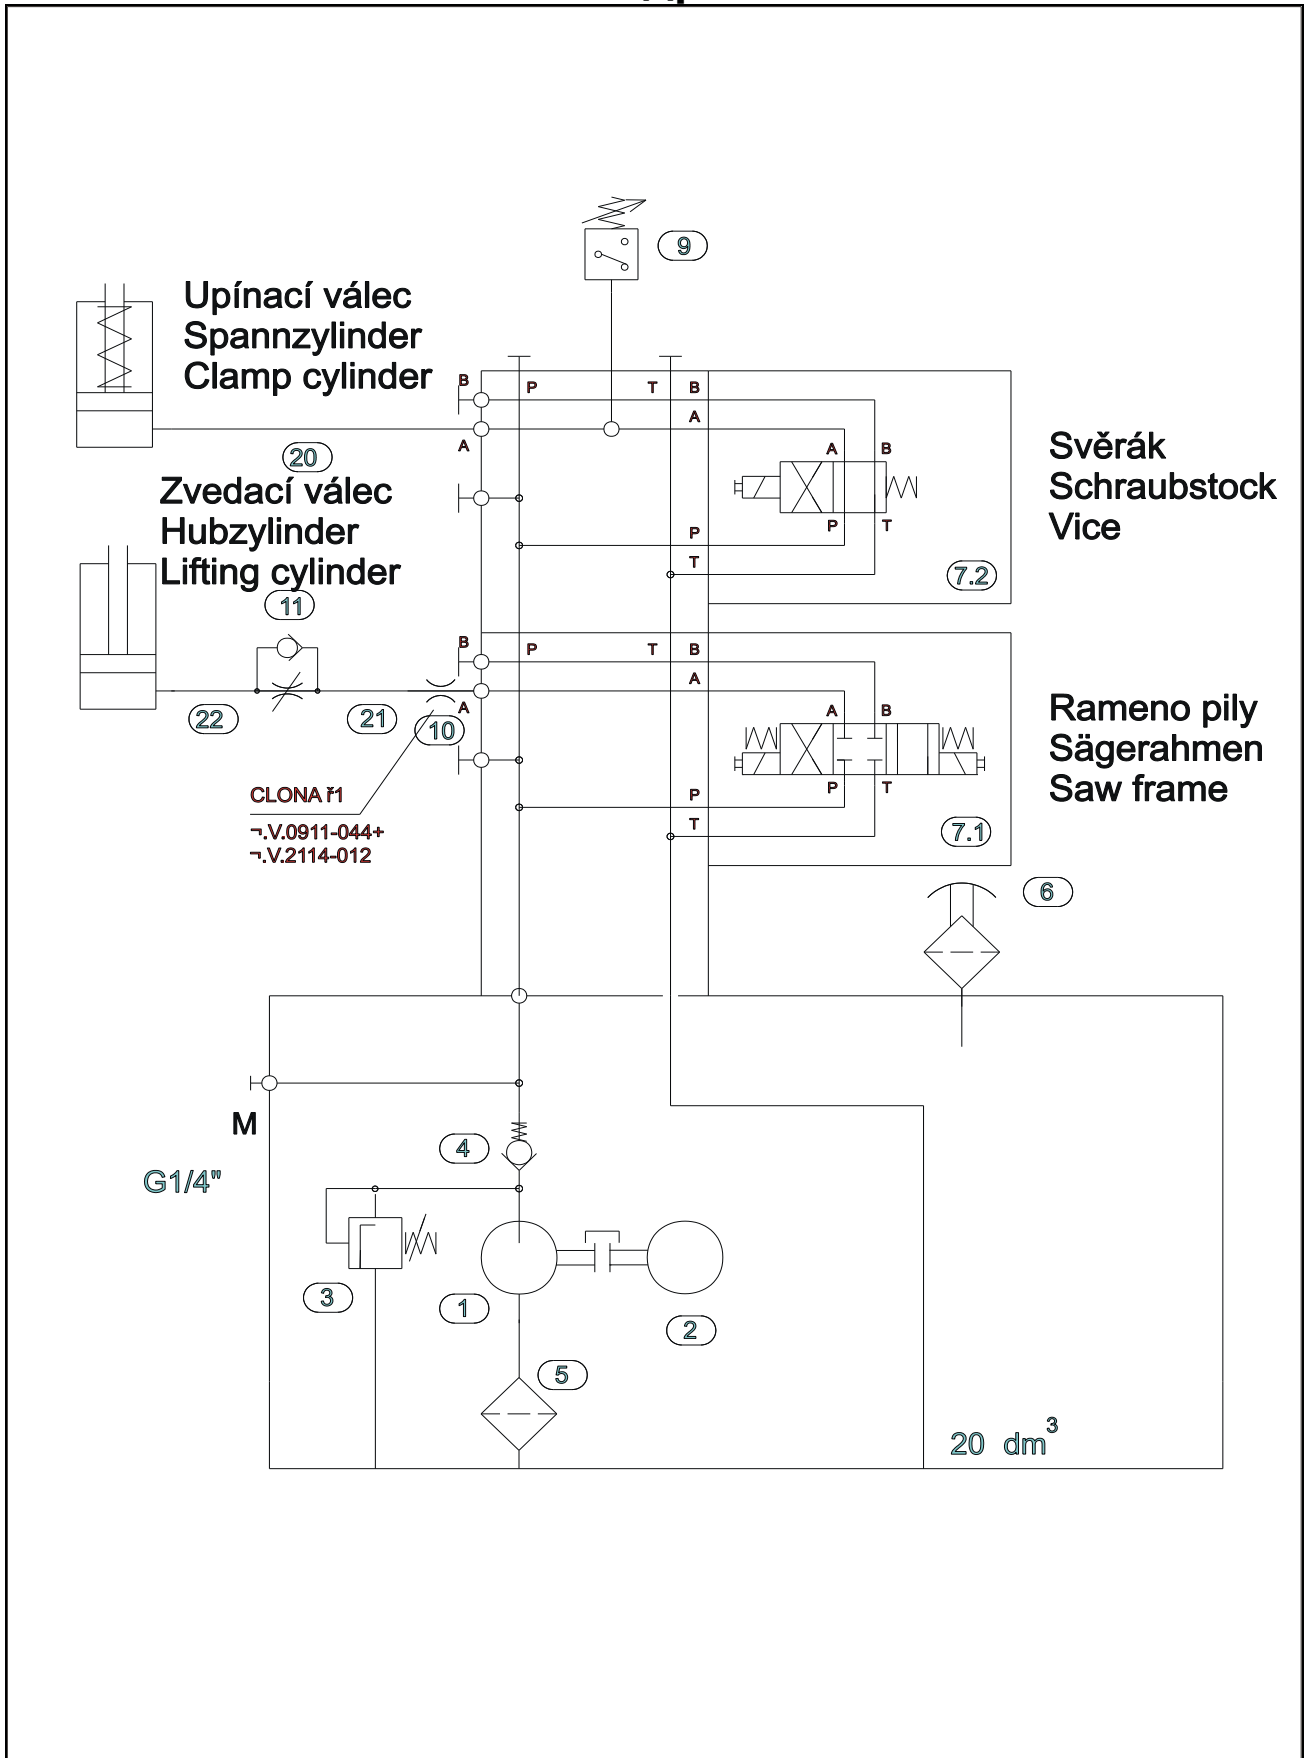 9
Upínací válec
Spannzylinder
Clamp cylinder
B
P
T
B
A
A
A
B
20
Svěrák
Schraubstock
Vice
P
T
P
T
7.2
Zvedací válec
Hubzylinder
Lifting cylinder
11
B
P
T
B
A
A
A
B
22
21
10
Rameno pily
Sägerahmen
Saw frame
P
T
P
T
7.1
CLONA ř1
¬.V.0911-044+
¬.V.2114-012
6
M
4
G1/4"
3
1
2
5
20 dm³